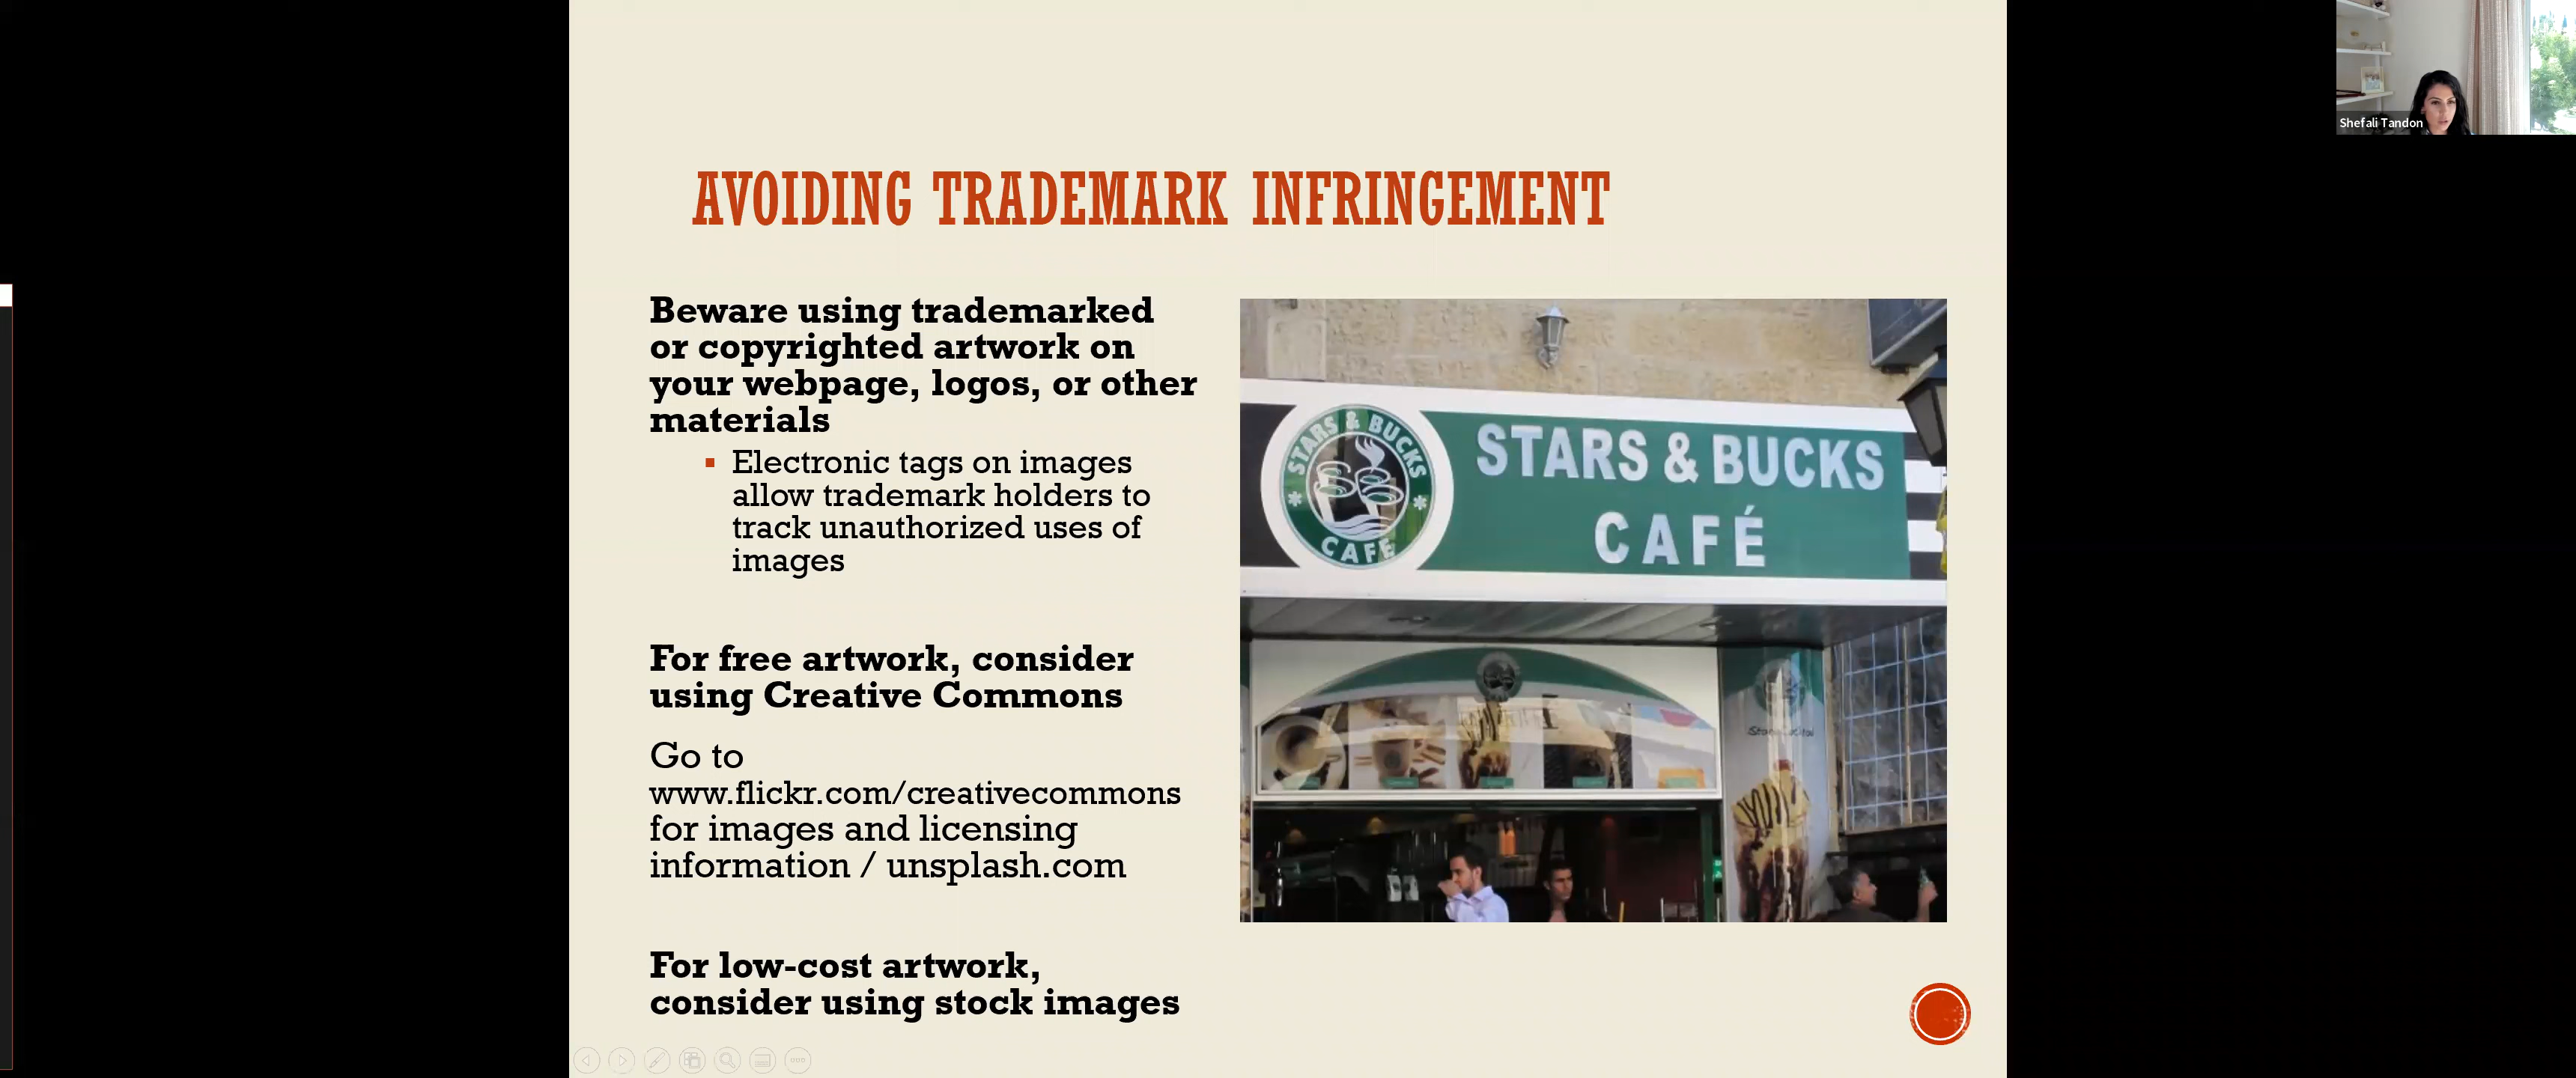 Shefali Tandon
AVOIDING TRADEMARK INFRINGEMENT
Beware using trademarked
or copyrighted artwork on
your webpage, logos, or other
materials
Electronic tags on images
allow trademark holders to
track unauthorized uses of
images
For free artwork, consider
using Creative Commons
Go to
www.flickr.com/creativecommons
for images and licensing
information / unsplash.com
For low-cost artwork,
consider using stock images
STARS & BUCKS
CAFÉ
STARS & BUCKS
CAFÉ